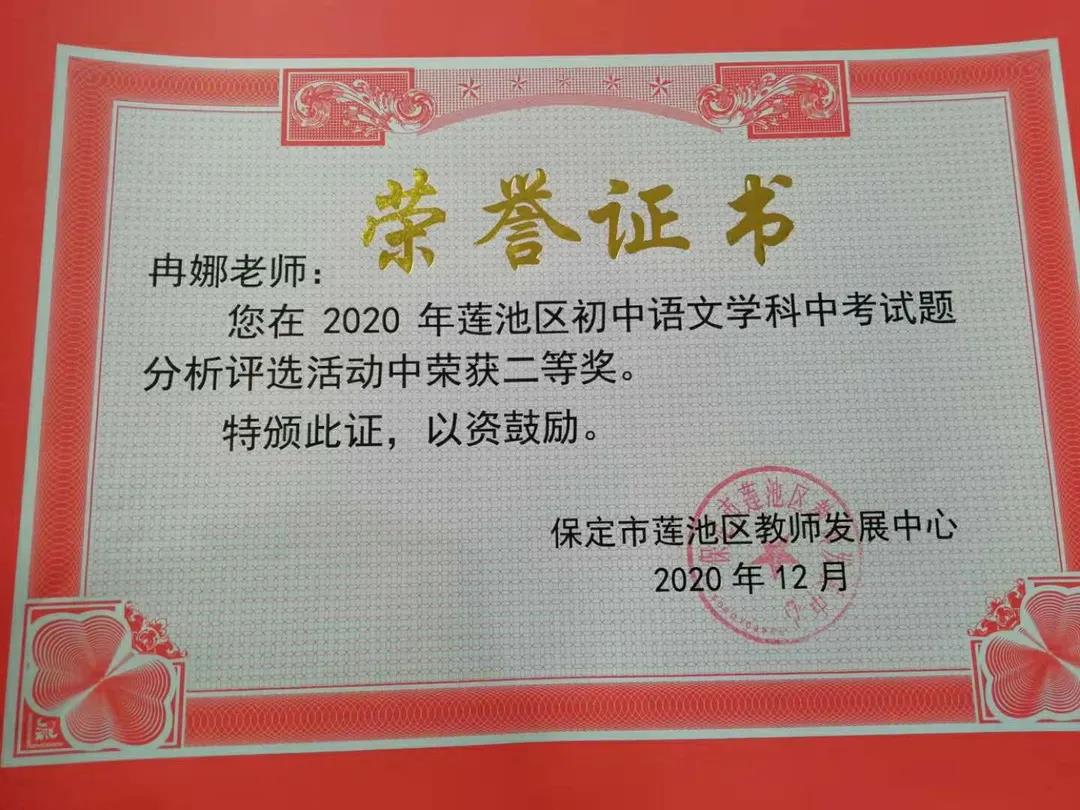 荣誉证书
冉娜老师：
您在 2020 年莲池区初中语文学科中考试题
分析评选活动中荣获二等奖。
特颁此证，以资鼓励。
保定市莲池区教师发展中心
2020 年 12 月